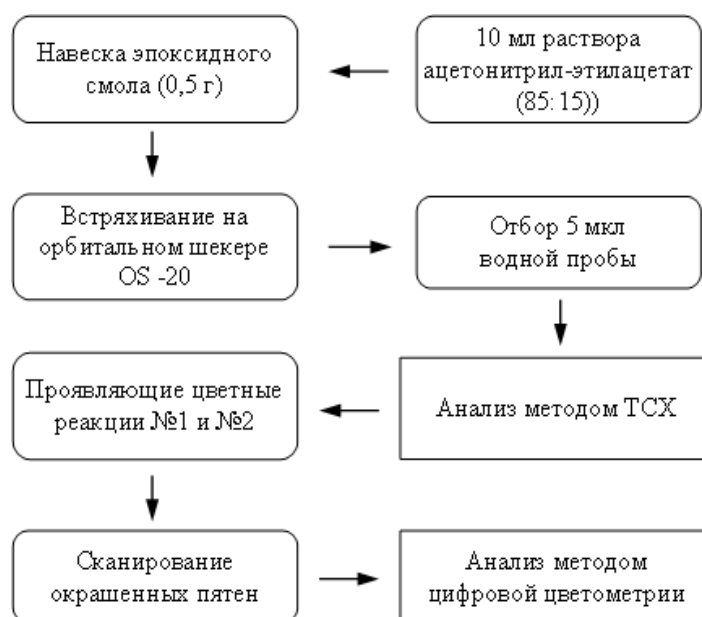 Навеска эпоксидного
смола (0,5 г)
10 мл раствора
ацетонитрил-этилацетат
(85:15))
Встряхивание на
орбитальном шекере
OS -20
Отбор 5 мкл
водной пробы
Проявляющие цветные
реакции №1 и №2
Анализ методом ТСХ
Сканирование
окрашенных пятен
Анализ методом
цифровой цветометрии